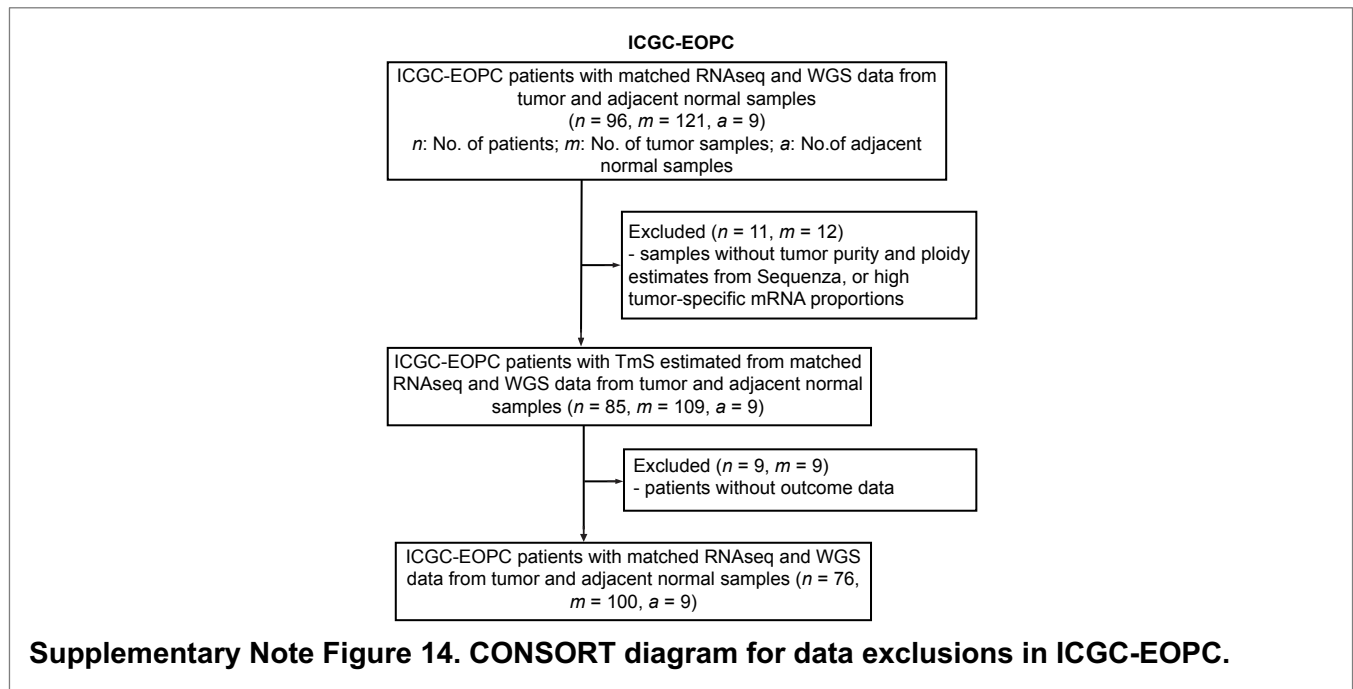 ICGC-EOPC
ICGC-EOPC patients with matched RNAseq and WGS data from
tumor and adjacent normal samples
(n = 96, m = 121, a = 9)
n: No. of patients; m: No. of tumor samples; a: No.of adjacent
normal samples
Excluded (n = 11, m = 12)
- samples without tumor purity and ploidy
estimates from Sequenza, or high
tumor-specific mRNA proportions
ICGC-EOPC patients with TmS estimated from matched
RNAseq and WGS data from tumor and adjacent normal
samples (n = 85, m = 109, a = 9)
Excluded (n = 9, m = 9)
- patients without outcome data
ICGC-EOPC patients with matched RNAseq and WGS
data from tumor and adjacent normal samples (n = 76,
m = 100, a = 9)
Supplementary Note Figure 14. CONSORT diagram for data exclusions in ICGC-EOPC.